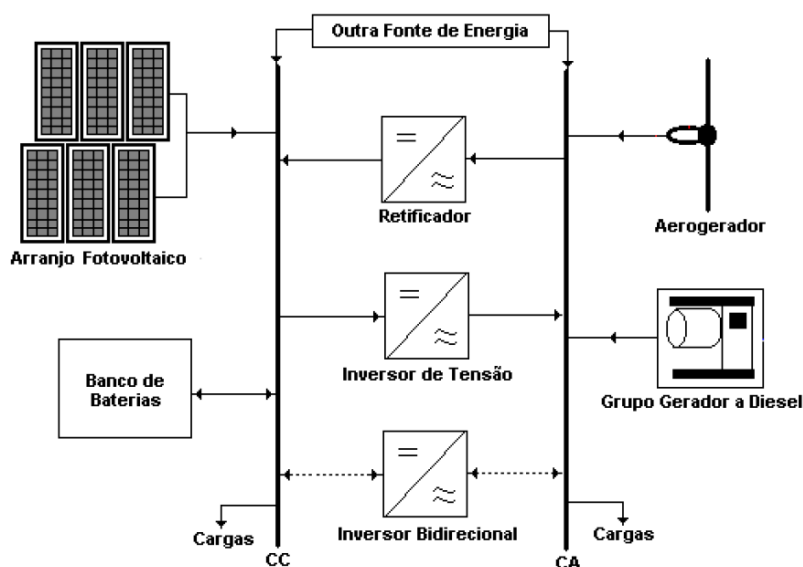 Outra Fonte de Energia
Retificador
Aerogerador
Arranjo Fotovoltaico
Inversor de Tensão
Banco de
Baterias
Grupo Gerador a Diesel
Inversor Bidirecional
Cargas
Cargas
CC
CA